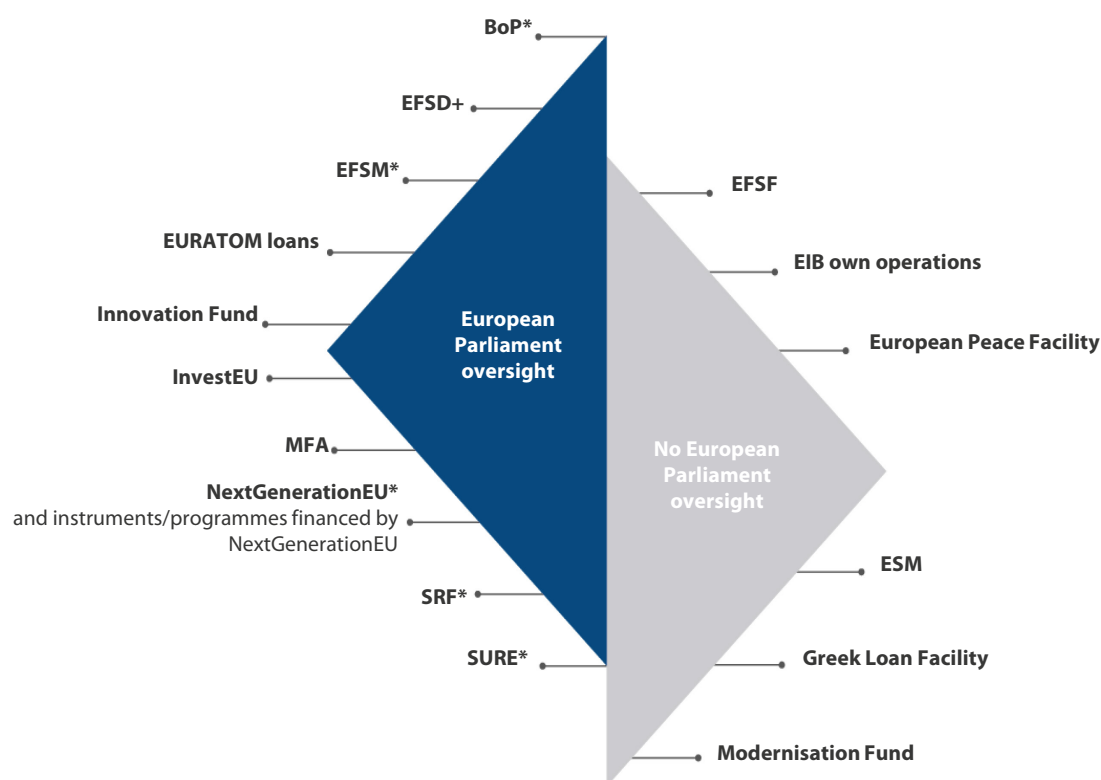 BoP*
EFSD+
EFSM*
EURATOM loans
Innovation Fund
InvestEU
MFA
NextGenerationEU*
and instruments/programmes financed by
NextGenerationEU
SRF*
SURE*
European
Parliament
oversight
No European
Parliament
oversight
EFSF
EIB own operations
European Peace Facility
ESM
Greek Loan Facility
Modernisation Fund